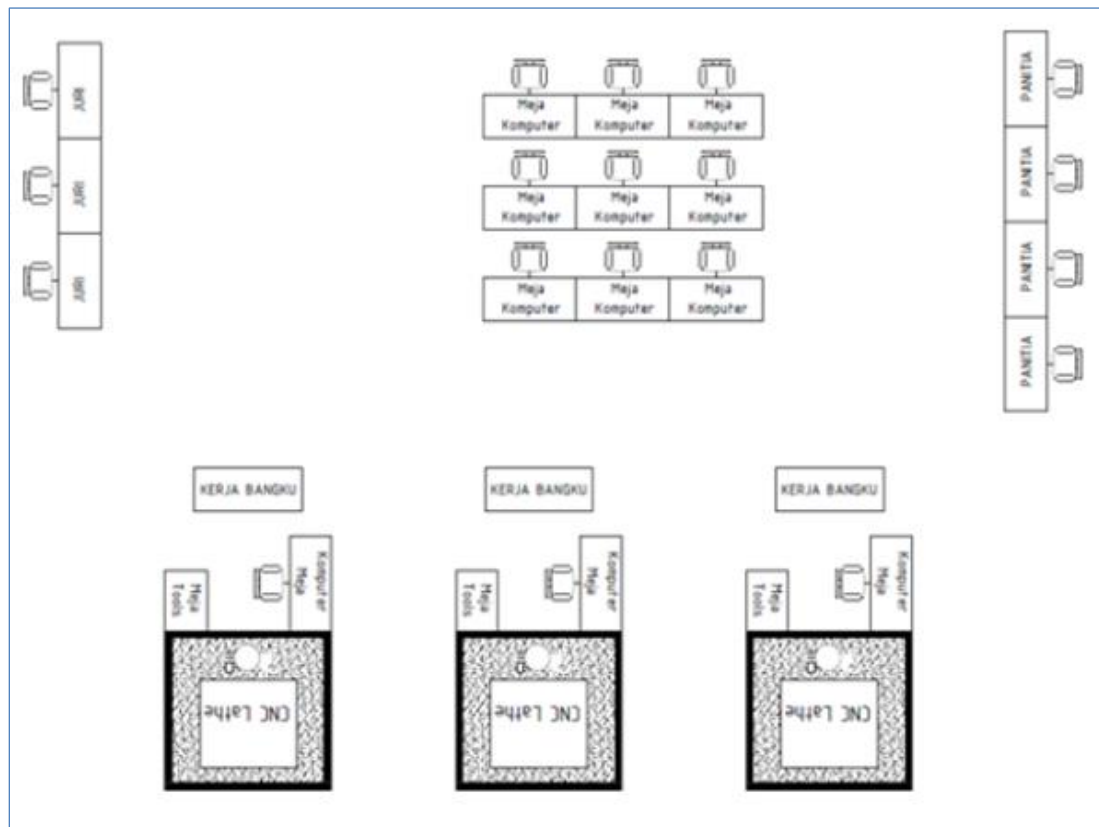 JURI
JURI
JURI
Meja Komputer
Meja Komputer
Meja Komputer
Meja Komputer
Meja Komputer
Meja Komputer
Meja Komputer
Meja Komputer
Meja Komputer
PANITIA
PANITIA
PANITIA
PANITIA
KERJA BANGKU
KERJA BANGKU
KERJA BANGKU
Meja
Tools
Komputer
Meja
Meja
Tools
Komputer
Meja
Meja
Tools
Komputer
Meja
CNC Lathe
CNC Lathe
CNC Lathe